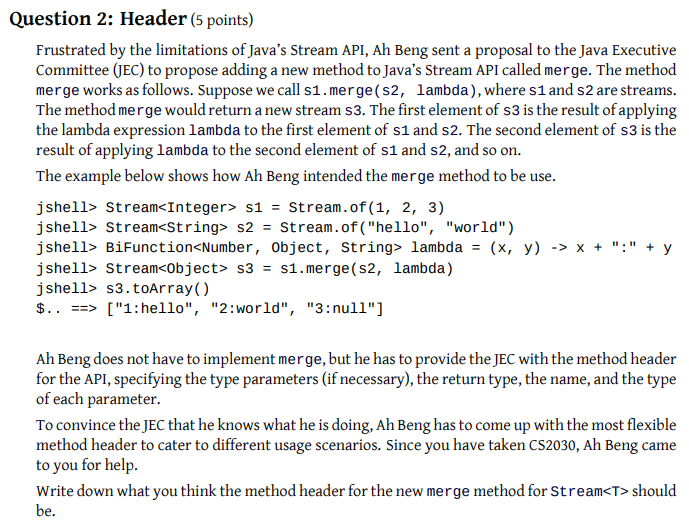 Question 2: Header (5 points)
Frustrated by the limitations of Java's Stream API, Ah Beng sent a proposal to the Java Executive
Committee (JEC) to propose adding a new method to Java's Stream API called merge. The method
merge works as follows. Suppose we call s1.merge(s2, lambda), where s1 and s2 are streams.
The method merge would return a new stream s3. The first element of s3 is the result of applying
the lambda expression lambda to the first element of s1 and s2. The second element of s3 is the
result of applying lambda to the second element of s1 and s2, and so on.
The example below shows how Ah Beng intended the merge method to be use.
jshell> Stream<Integer> s1 = Stream.of(1, 2, 3)
jshell> Stream<String> s2 = Stream.of("hello", "world")
jshell> BiFunction<Number, Object, String> lambda = (x, y) -> x + ":" + y
jshell> Stream<Object> s3 = s1.merge(s2, lambda)
jshell> s3.toArray()
$.. ==> ["1:hello", "2:world", "3:null"]
Ah Beng does not have to implement merge, but he has to provide the JEC with the method header
for the API, specifying the type parameters (if necessary), the return type, the name, and the type
of each parameter.
To convince the JEC that he knows what he is doing, Ah Beng has to come up with the most flexible
method header to cater to different usage scenarios. Since you have taken CS2030, Ah Beng came
to you for help.
Write down what you think the method header for the new merge method for Stream<T> should
be.